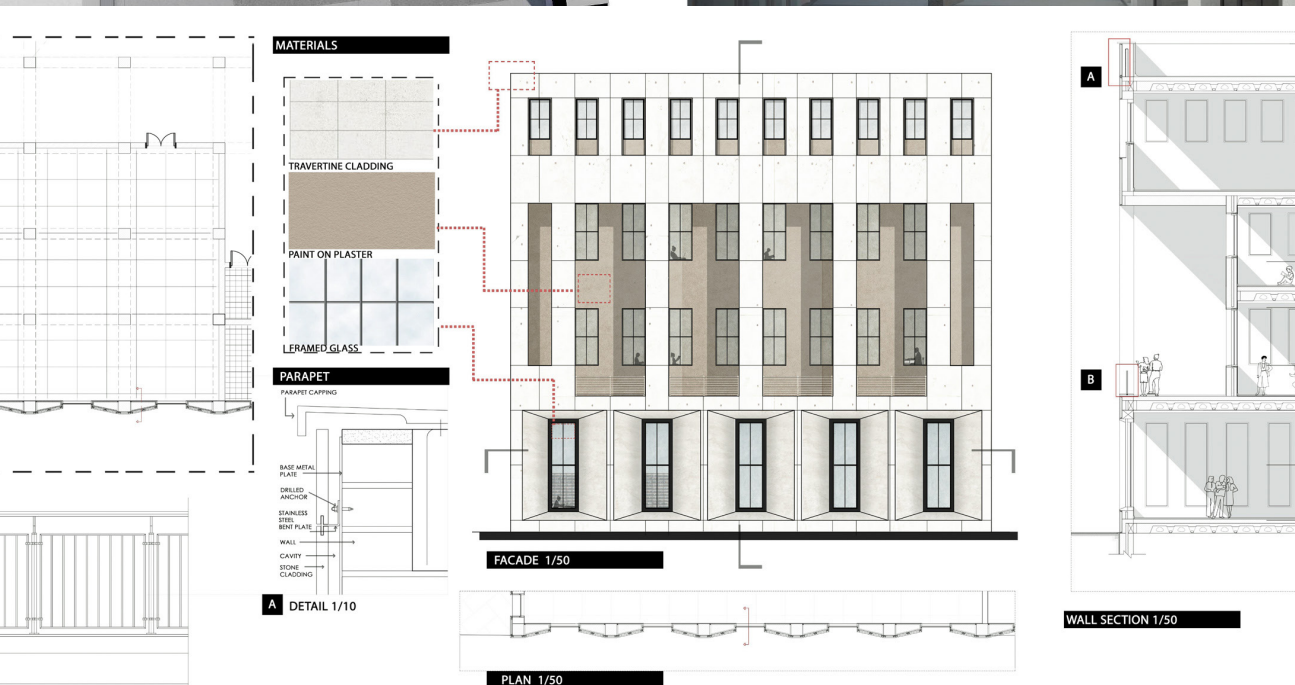 MATERIALS
TRAVERTINE CLADDING
PAINT ON PLASTER
FRAMED GLASS
PARAPET
PARAPET CAPPING
BASE METAL
PLATE
DRILLED
ANCHOR
STAINLESS
STEEL
BENT PLATE
WALL
CAVITY
STONE
CLADDING
A DETAIL 1/10
FACADE 1/50
PLAN 1/50
A
B
WALL SECTION 1/50